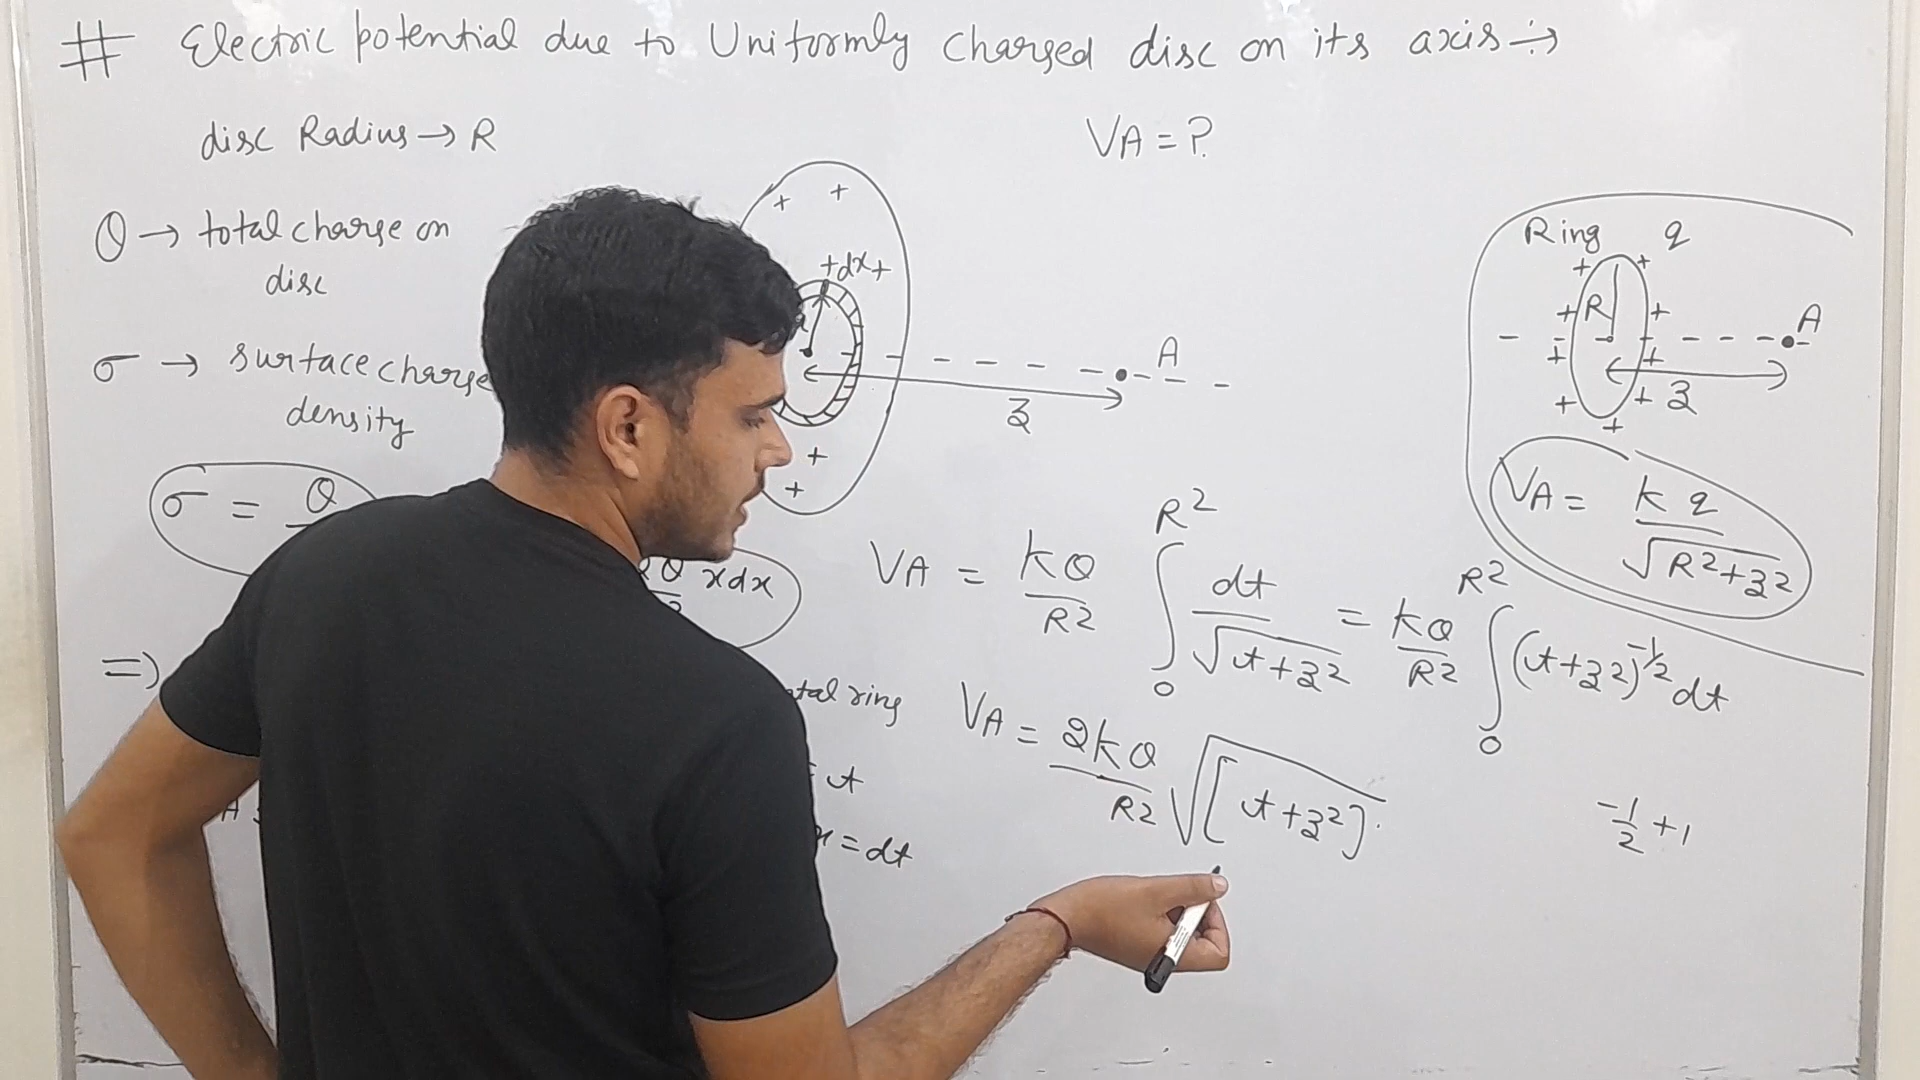 # Electric potential due to Uniformly charged disc on its axis ÷→
disc Radius → R
VA = ?
Q → total charge on
disc
σ → surface charge
density
σ = Q
+ +
+dx+
+
+
A
z
Ring q
+ +
+ R +
+ +
+ +
+
A
z
VA = kq / √R²+z²
Q xdx
=)
ring
t
= dt
VA = kQ/R² ∫₀^R² dt/√t+z² = kQ/R² ∫₀^R² (t+z²)^-1/2 dt
VA = 2kQ/R² √[t+z²]
-1/2 +1